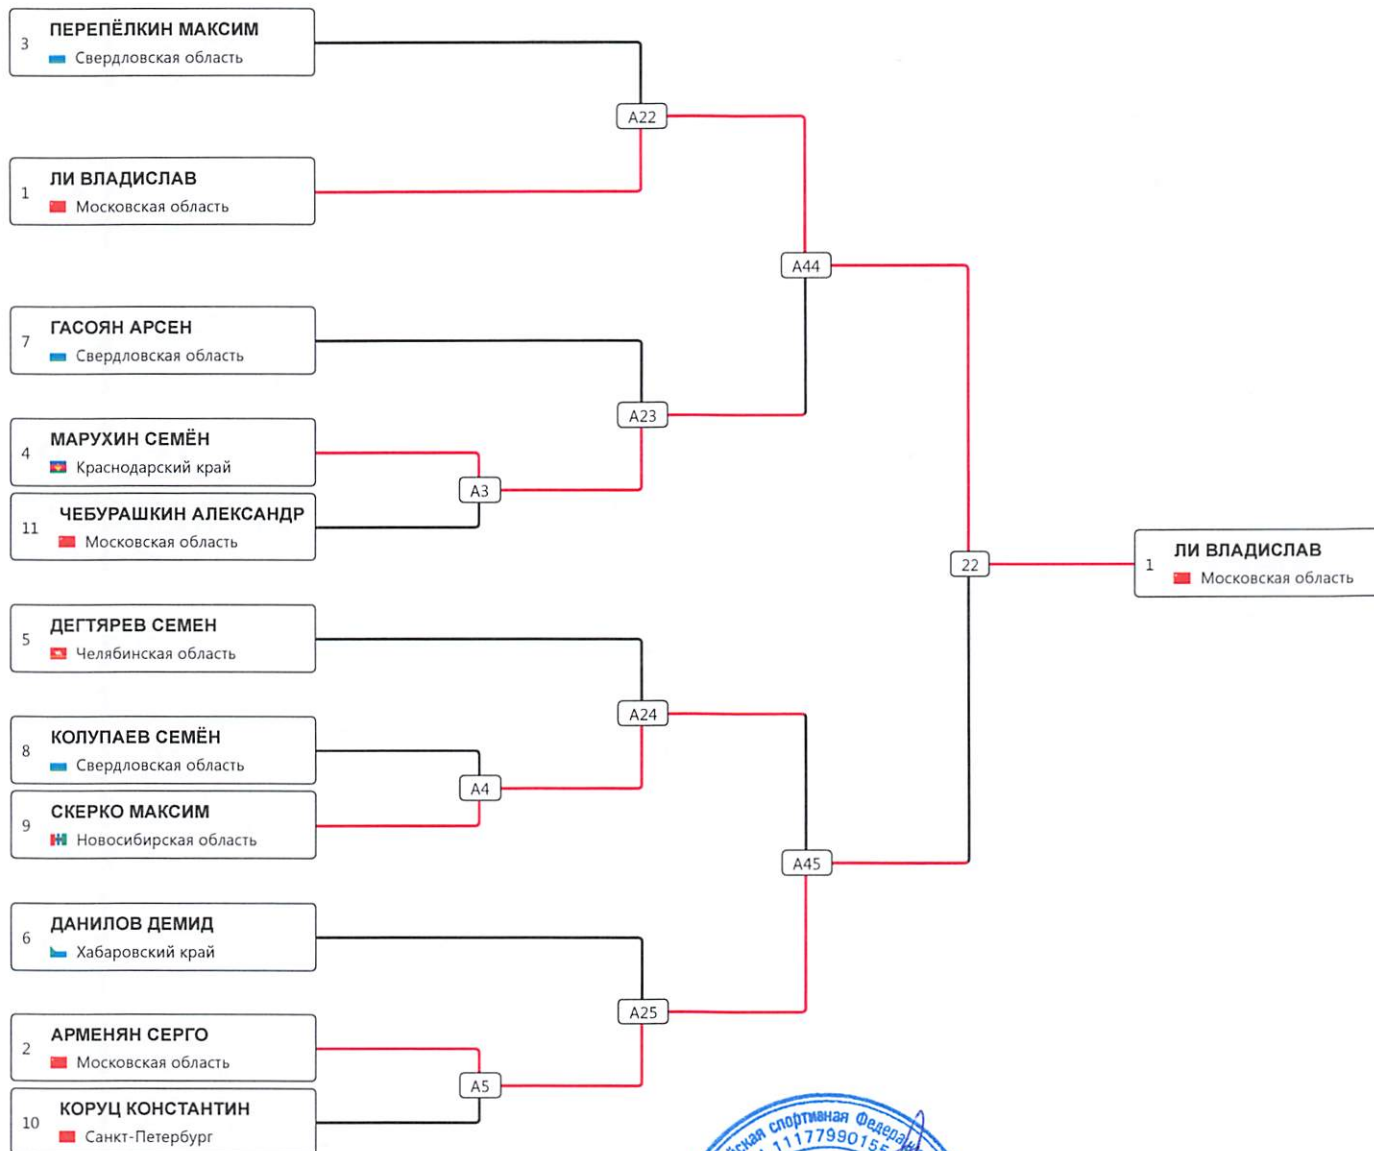 3
ПЕРЕПЁЛКИН МАКСИМ
Свердловская область
A22
1
ЛИ ВЛАДИСЛАВ
Московская область
A44
7
ГАСОЯН АРСЕН
Свердловская область
A23
4
МАРУХИН СЕМЁН
Краснодарский край
A3
11
ЧЕБУРАШКИН АЛЕКСАНДР
Московская область
22
1
ЛИ ВЛАДИСЛАВ
Московская область
5
ДЕГТЯРЕВ СЕМЕН
Челябинская область
A24
8
КОЛУПАЕВ СЕМЁН
Свердловская область
A4
9
СКЕРКО МАКСИМ
Новосибирская область
A45
6
ДАНИЛОВ ДЕМИД
Хабаровский край
A25
2
АРМЕНЯН СЕРГО
Московская область
A5
10
КОРУЦ КОНСТАНТИН
Санкт-Петербург
спортивная